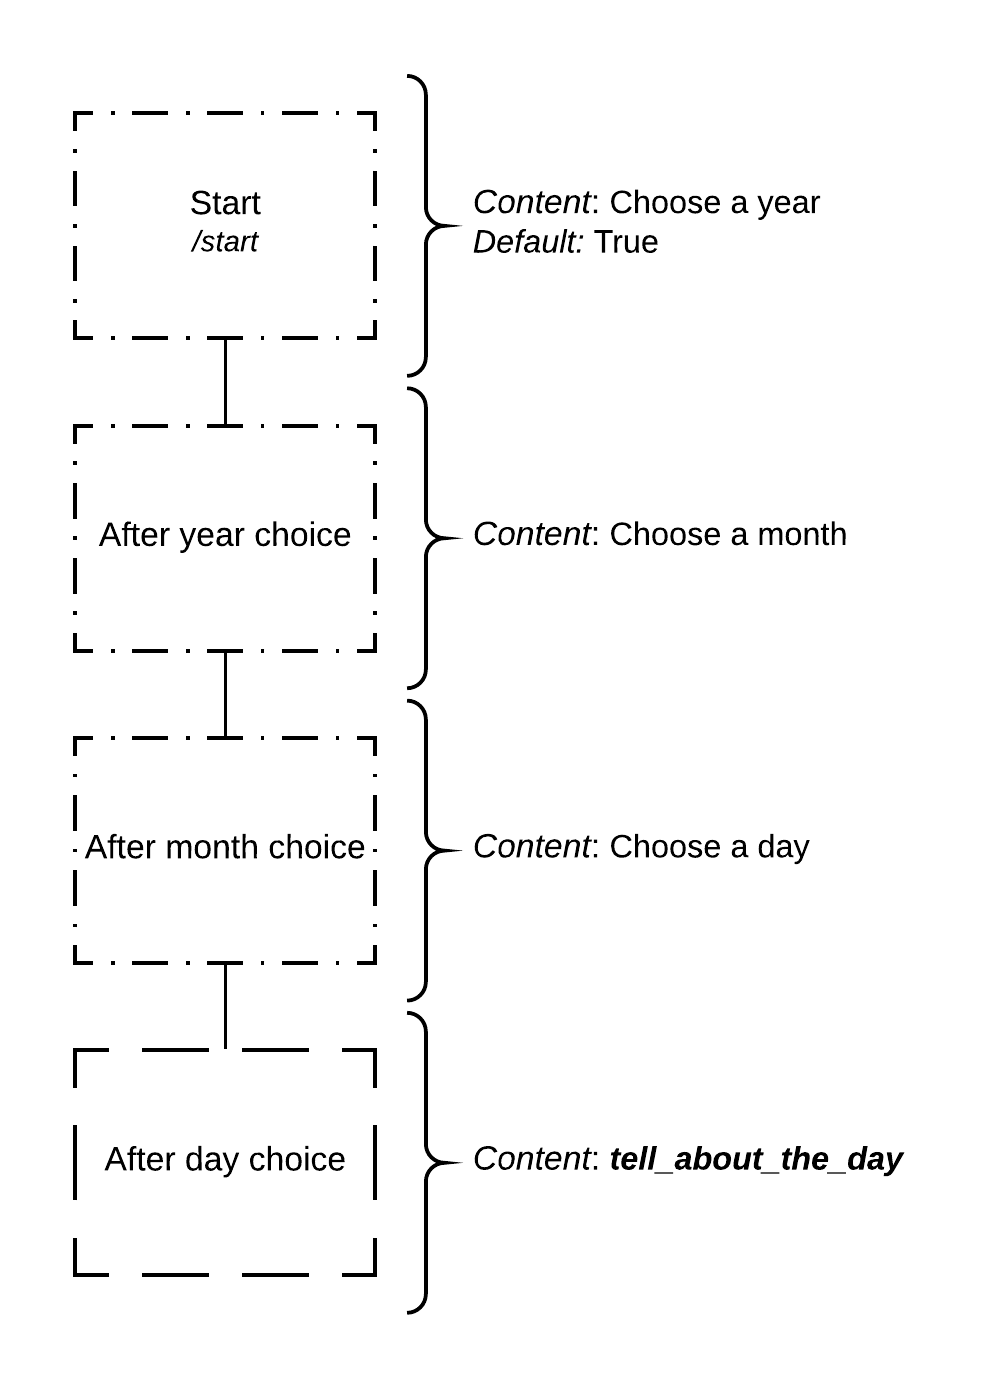 Start
/start
Content: Choose a year
Default: True
After year choice
Content: Choose a month
After month choice
Content: Choose a day
After day choice
Content: tell_about_the_day